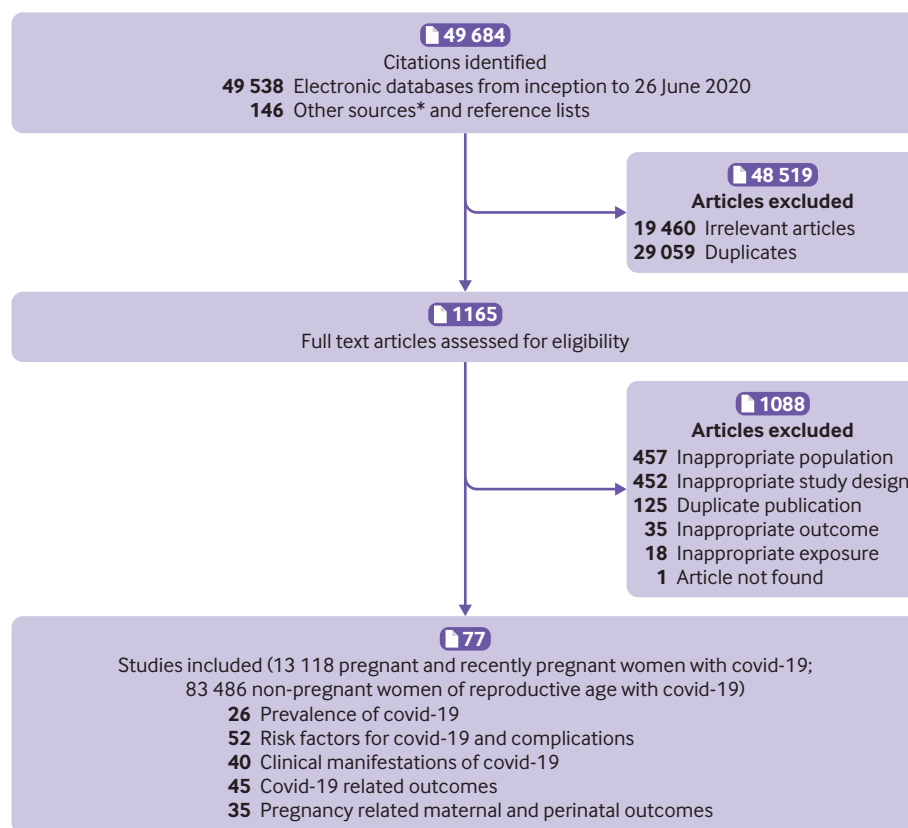 49 684
Citations identified
49 538 Electronic databases from inception to 26 June 2020
146 Other sources* and reference lists
48 519
Articles excluded
19 460 Irrelevant articles
29 059 Duplicates
1165
Full text articles assessed for eligibility
1088
Articles excluded
457 Inappropriate population
452 Inappropriate study design
125 Duplicate publication
35 Inappropriate outcome
18 Inappropriate exposure
1 Article not found
77
Studies included (13 118 pregnant and recently pregnant women with covid-19;
83 486 non-pregnant women of reproductive age with covid-19)
26 Prevalence of covid-19
52 Risk factors for covid-19 and complications
40 Clinical manifestations of covid-19
45 Covid-19 related outcomes
35 Pregnancy related maternal and perinatal outcomes